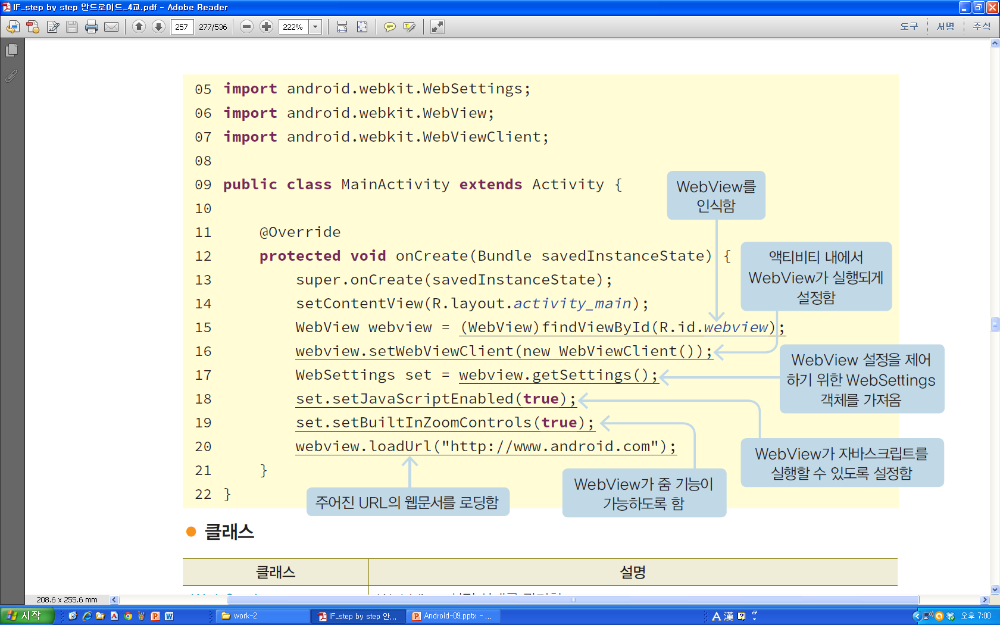 IF_step by step 안드로이드_4교.pdf - Adobe Reader
257
277/536
222%
도구
서명
주석
05 import android.webkit.WebSettings;
06 import android.webkit.WebView;
07 import android.webkit.WebViewClient;
08
09 public class MainActivity extends Activity {
10
11 @Override
12 protected void onCreate(Bundle savedInstanceState) {
13 super.onCreate(savedInstanceState);
14 setContentView(R.layout.activity_main);
15 WebView webview = (WebView)findViewById(R.id.webview);
16 webview.setWebViewClient(new WebViewClient());
17 WebSettings set = webview.getSettings();
18 set.setJavaScriptEnabled(true);
19 set.setBuiltInZoomControls(true);
20 webview.loadUrl("http://www.android.com");
21 }
22 }
WebView를
인식함
액티비티 내에서
WebView가 실행되게
설정함
WebView 설정을 제어
하기 위한 WebSettings
객체를 가져옴
WebView가 자바스크립트를
실행할 수 있도록 설정함
WebView가 줌 기능이
가능하도록 함
주어진 URL의 웹문서를 로딩함
● 클래스
클래스
설명
208.6 x 255.6 mm
시작
work-2
IF_step by step 안...
Android-09.pptx - ...
A 漢
오후 7:00